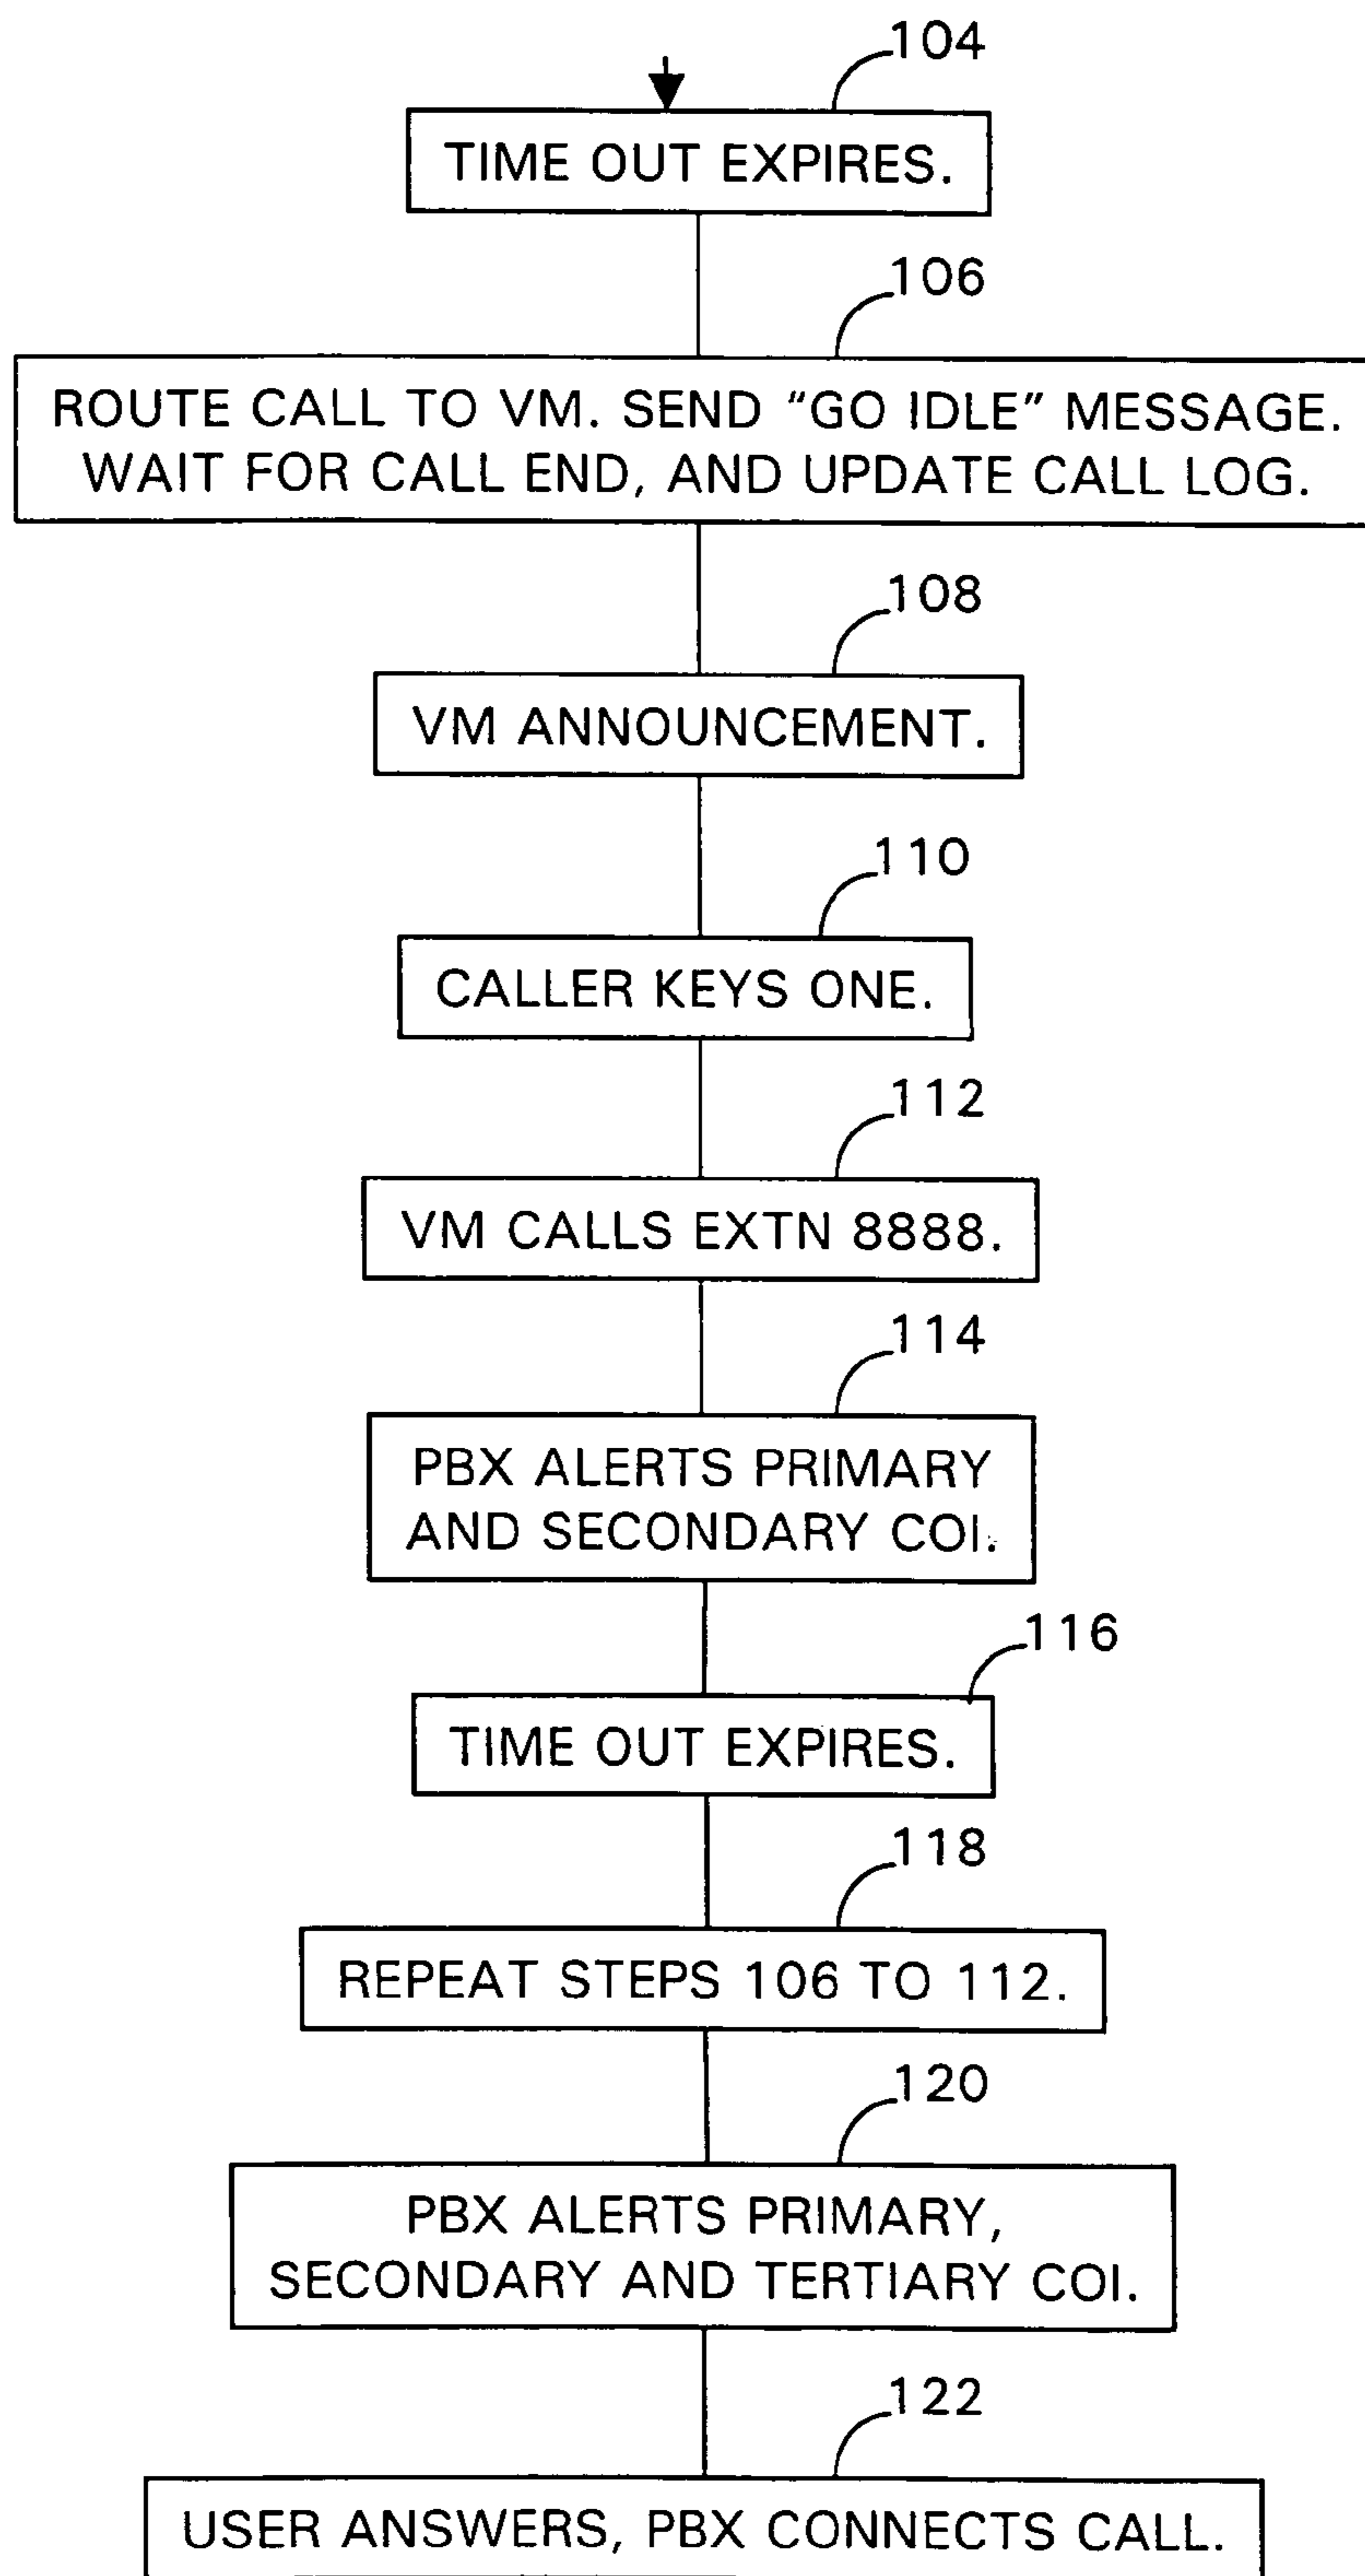 104
TIME OUT EXPIRES.
106
ROUTE CALL TO VM. SEND “GO IDLE” MESSAGE.
WAIT FOR CALL END, AND UPDATE CALL LOG.
108
VM ANNOUNCEMENT.
110
CALLER KEYS ONE.
112
VM CALLS EXTN 8888.
114
PBX ALERTS PRIMARY
AND SECONDARY COI.
116
TIME OUT EXPIRES.
118
REPEAT STEPS 106 TO 112.
120
PBX ALERTS PRIMARY,
SECONDARY AND TERTIARY COI.
122
USER ANSWERS, PBX CONNECTS CALL.